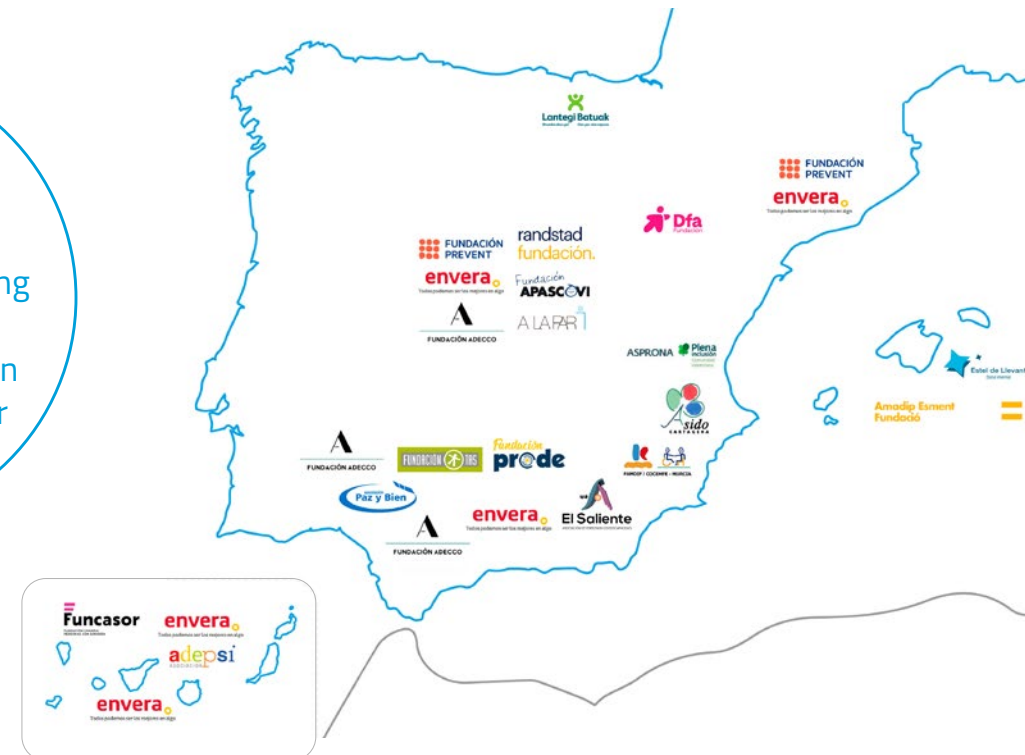 ng
n
r
Lantegi Batuak
FUNDACIÓN
PREVENT
envera
Todos podemos ser los mejores en algo
Dfa
Fundación
FUNDACIÓN
PREVENT
randstad
fundación.
envera
Todos podemos ser los mejores en algo
Fundación
APASCOVI
FUNDACIÓN ADECCO
A LA PAR
ASPRONA
Plena
inclusión
Estel de Llevant
Amadip Esment
Fundació
Asido
CARTAGENA
FUNDACIÓN ADECCO
FUNDACIÓN TAS
Fundación
prode
FAMDIF / COCEMFE - MURCIA
Paz y Bien
envera
Todos podemos ser los mejores en algo
El Saliente
FUNDACIÓN ADECCO
Funcasor
envera
Todos podemos ser los mejores en algo
adepsi
ASOCIACIÓN
envera
Todos podemos ser los mejores en algo